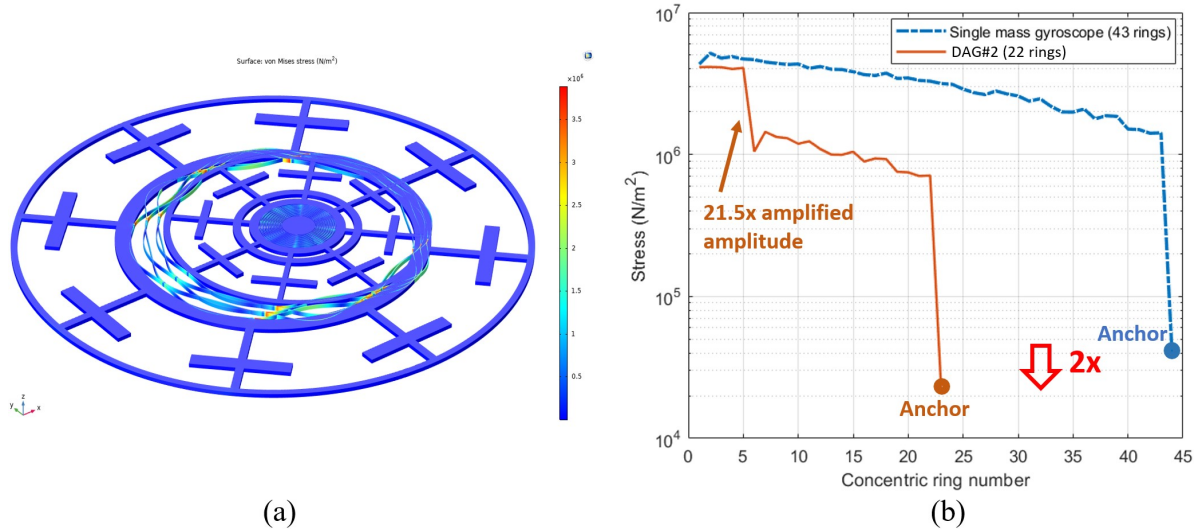 Surface: von Mises stress (N/m²)
×10⁶
3.5
3
2.5
2
1.5
1
0.5
z
y
x
(a)
10⁷
10⁶
10⁵
10⁴
Stress (N/m²)
Single mass gyroscope (43 rings)
DAG#2 (22 rings)
21.5x amplified
amplitude
Anchor
2x
Anchor
0 5 10 15 20 25 30 35 40 45
Concentric ring number
(b)